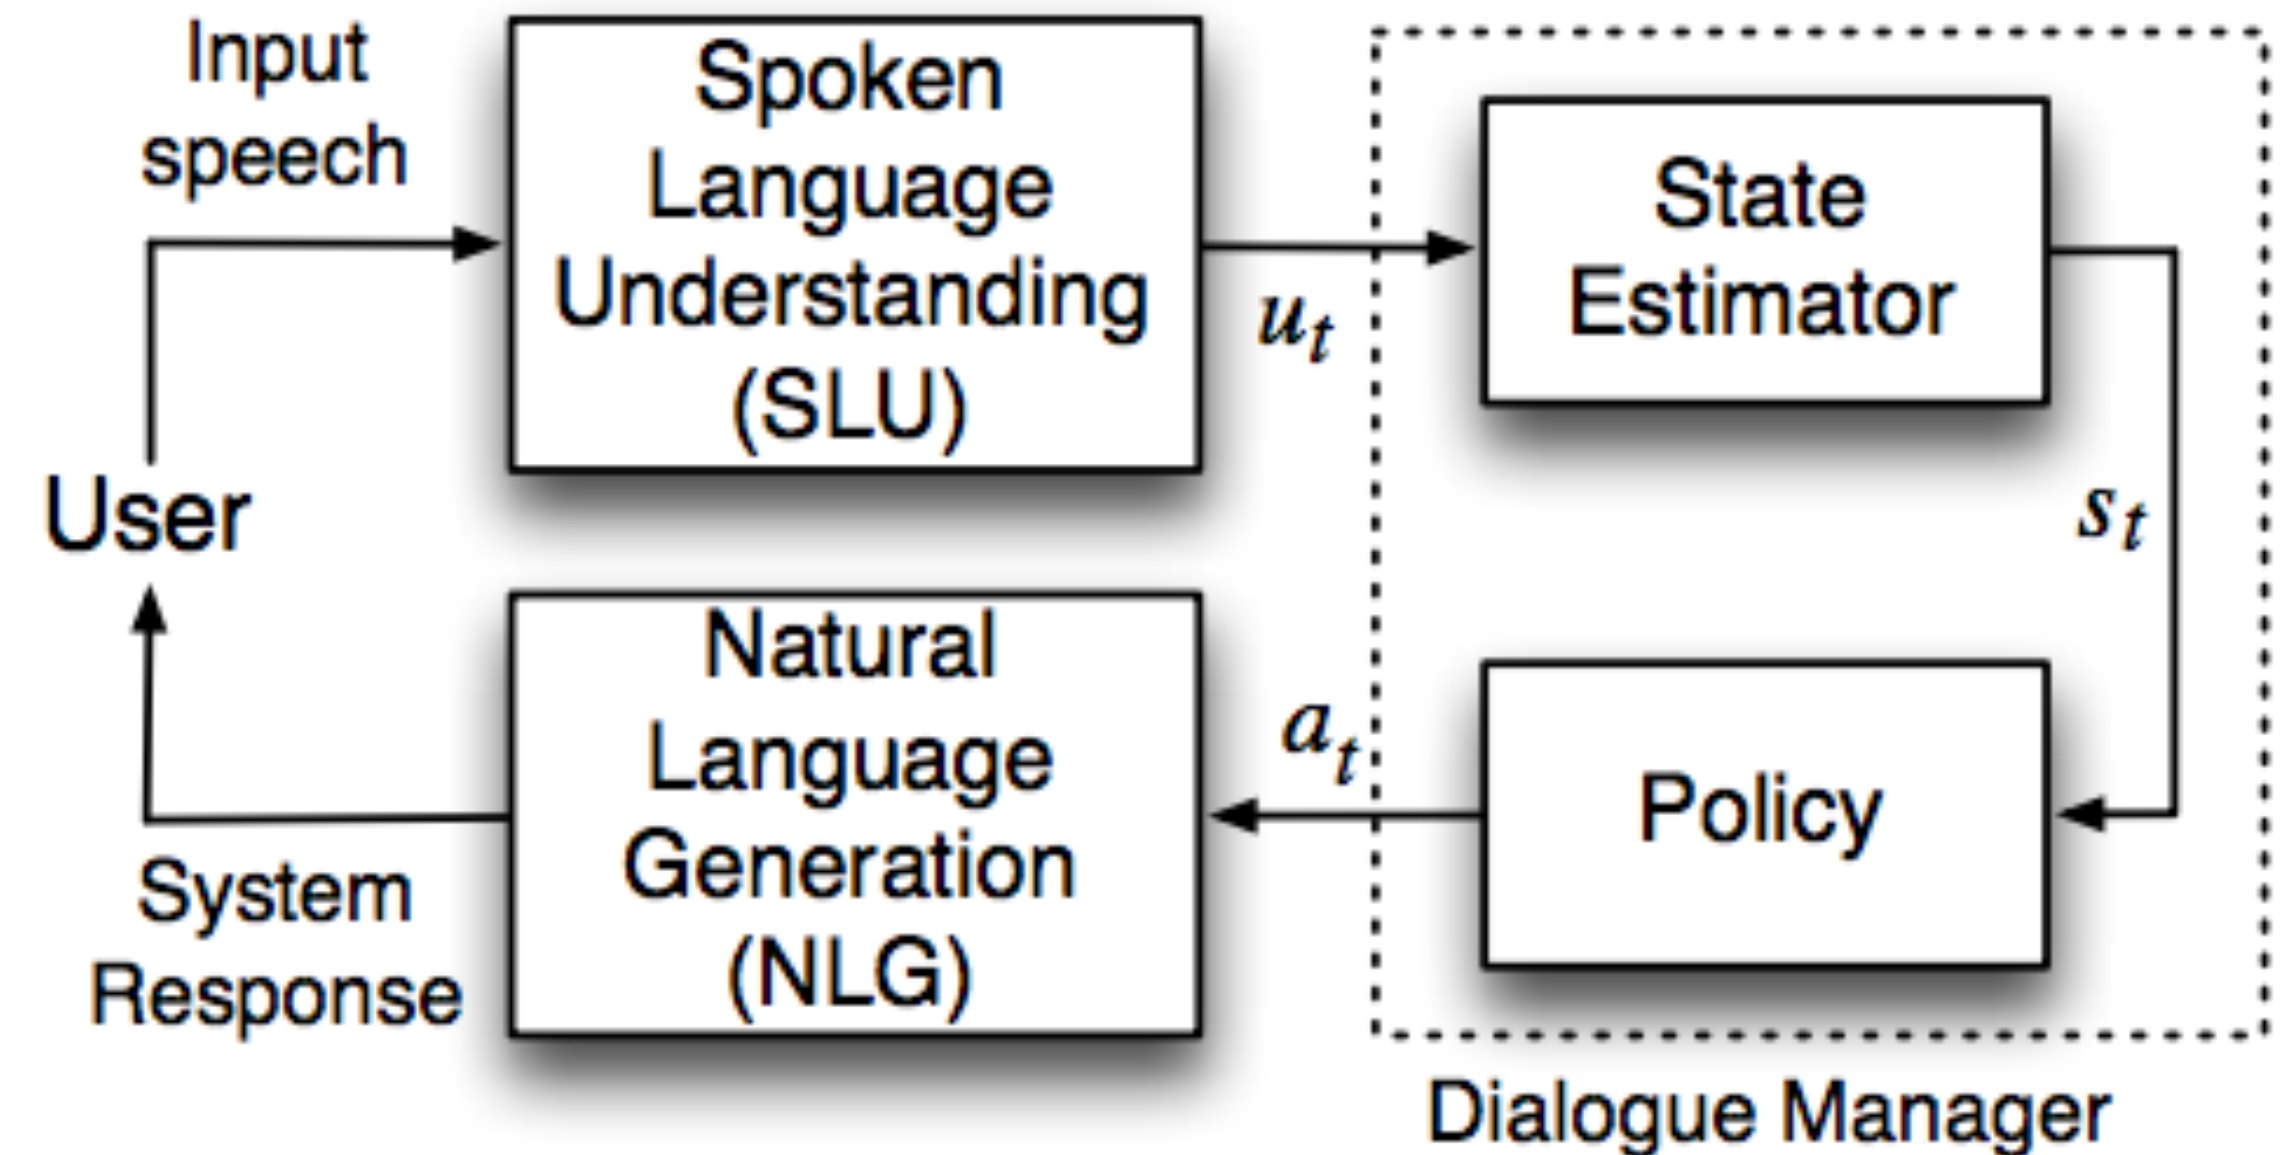 Input
speech
Spoken
Language
Understanding
(SLU)
u_t
State
Estimator
s_t
User
Natural
Language
Generation
(NLG)
a_t
Policy
System
Response
Dialogue Manager